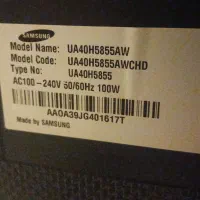 SAMSUNG
Model Name: UA40H5855AW
Model Code: UA40H5855AWCHD
Type No: UA40H5855
AC100-240V 50/60Hz 100W
AA0A39JG401617T
Made by SAMSUNG